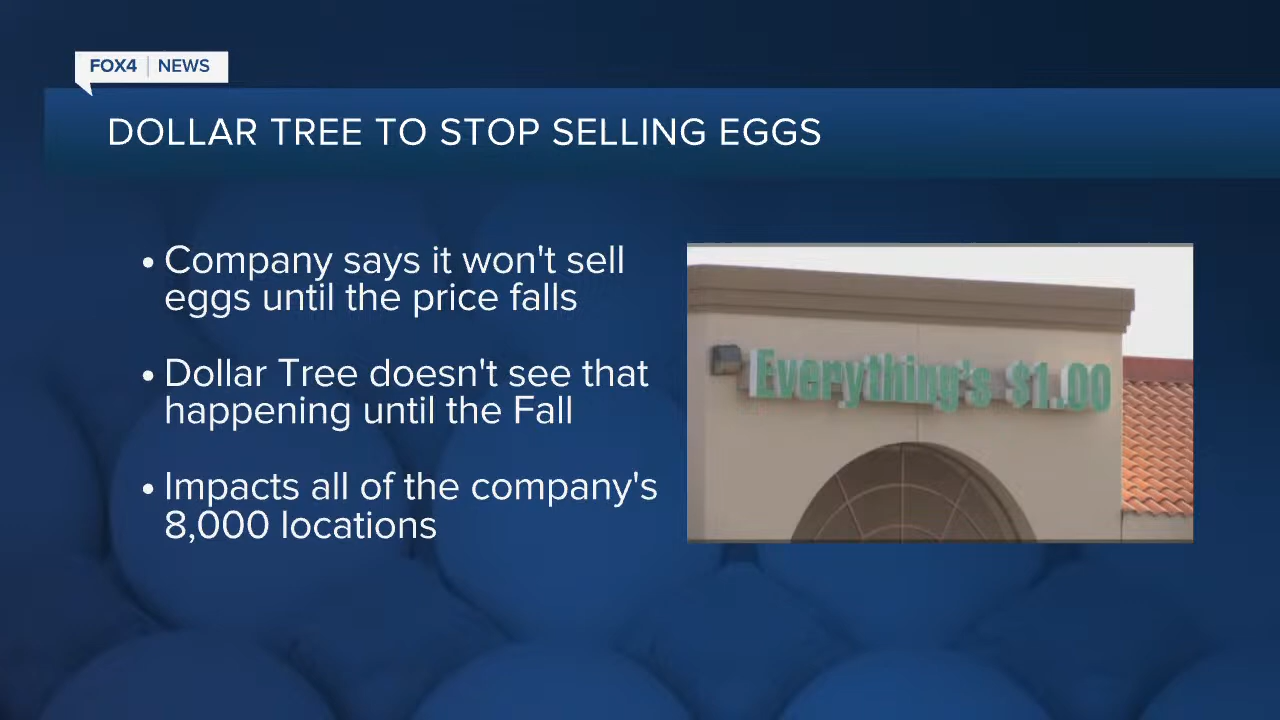 FOX4 | NEWS
DOLLAR TREE TO STOP SELLING EGGS
• Company says it won't sell
eggs until the price falls
• Dollar Tree doesn't see that
happening until the Fall
• Impacts all of the company's
8,000 locations
Everything's $1.00